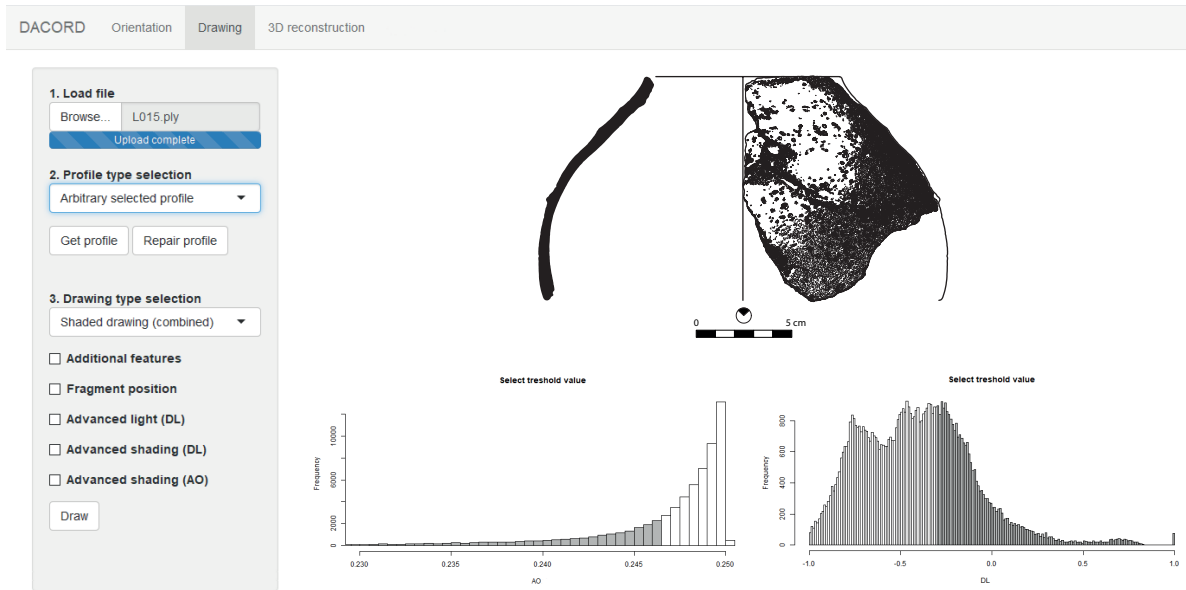 DACORD Orientation Drawing 3D reconstruction
1. Load file
Browse... L015.ply
Upload complete
2. Profile type selection
Arbitrary selected profile
Get profile Repair profile
3. Drawing type selection
Shaded drawing (combined)
Additional features
Fragment position
Advanced light (DL)
Advanced shading (DL)
Advanced shading (AO)
Draw
0 5 cm
Select treshold value
Frequency
0 2000 6000 10000
0.230 0.235 0.240 0.245 0.250
AO
Select treshold value
Frequency
0 200 400 600 800
-1.0 -0.5 0.0 0.5 1.0
DL